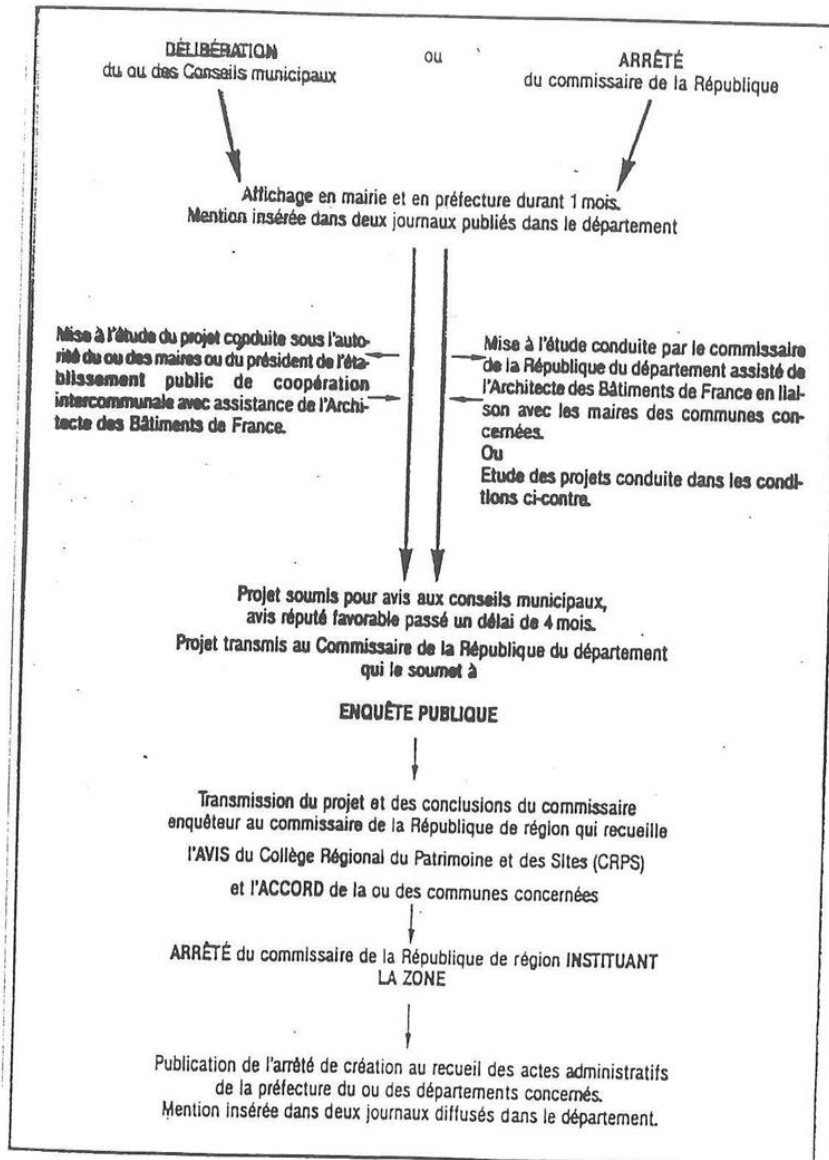 DÉLIBÉRATION
du ou des Conseils municipaux
ou
ARRÊTÉ
du commissaire de la République
Affichage en mairie et en préfecture durant 1 mois.
Mention insérée dans deux journaux publiés dans le département
Mise à l'étude du projet conduite sous l'auto-
rité du ou des maires ou du président de l'éta-
blissement public de coopération
intercommunale avec assistance de l'Archi-
tecte des Bâtiments de France.
Mise à l'étude conduite par le commissaire
de la République du département assisté de
l'Architecte des Bâtiments de France en liai-
son avec les maires des communes con-
cernées.
Ou
Etude des projets conduite dans les condi-
tions ci-contre.
Projet soumis pour avis aux conseils municipaux,
avis réputé favorable passé un délai de 4 mois.
Projet transmis au Commissaire de la République du département
qui le soumet à
ENQUÊTE PUBLIQUE
Transmission du projet et des conclusions du commissaire
enquêteur au commissaire de la République de région qui recueille
l'AVIS du Collège Régional du Patrimoine et des Sites (CRPS)
et l'ACCORD de la ou des communes concernées
ARRÊTÉ du commissaire de la République de région INSTITUANT
LA ZONE
Publication de l'arrêté de création au recueil des actes administratifs
de la préfecture du ou des départements concernés.
Mention insérée dans deux journaux diffusés dans le département.